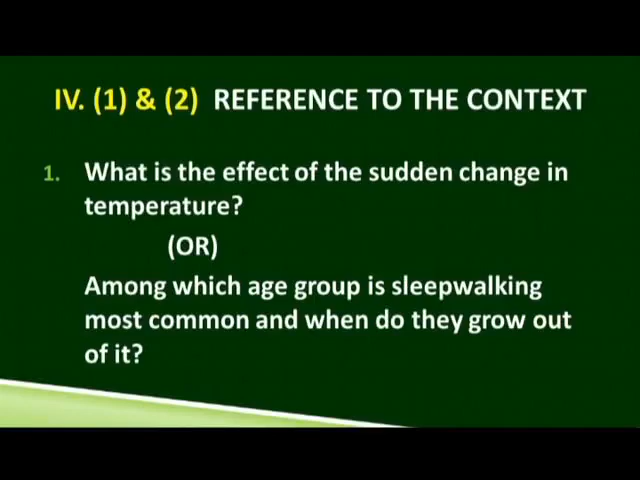 IV. (1) & (2) REFERENCE TO THE CONTEXT
1. What is the effect of the sudden change in
temperature?
(OR)
Among which age group is sleepwalking
most common and when do they grow out
of it?